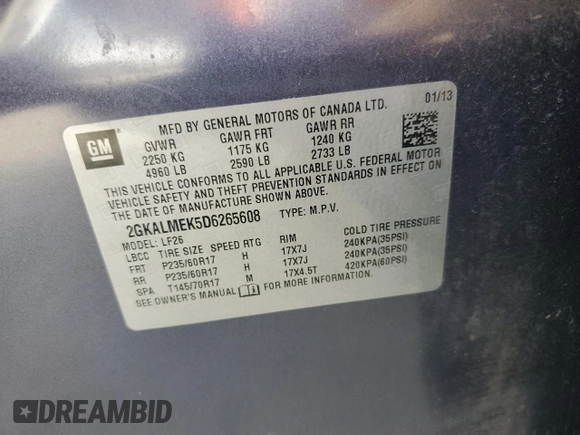 MFD BY GENERAL MOTORS OF CANADA LTD. 01/13
GM
GVWR GAWR FRT GAWR RR
2250 KG 1175 KG 1240 KG
4960 LB 2590 LB 2733 LB
THIS VEHICLE CONFORMS TO ALL APPLICABLE U.S. FEDERAL MOTOR
VEHICLE SAFETY AND THEFT PREVENTION STANDARDS IN EFFECT ON
THE DATE OF MANUFACTURE SHOWN ABOVE.
2GKALMEK5D6265608 TYPE: M.P.V.
MODEL: LF26
LBCC TIRE SIZE SPEED RTG RIM COLD TIRE PRESSURE
FRT P235/60R17 H 17X7J 240KPA(35PSI)
RR P235/60R17 H 17X7J 240KPA(35PSI)
SPA T145/70R17 M 17X4.5T 420KPA(60PSI)
SEE OWNER'S MANUAL FOR MORE INFORMATION.
DREAMBID